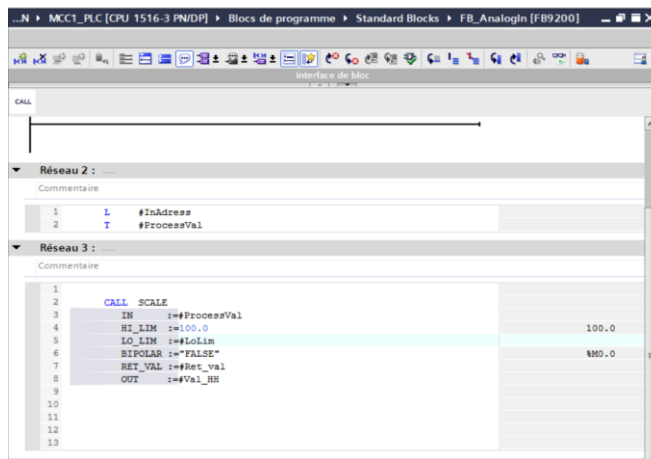 ...N ▸ MCC1_PLC [CPU 1516-3 PN/DP] ▸ Blocs de programme ▸ Standard Blocks ▸ FB_AnalogIn [FB9200]
Interface de bloc
CALL
Réseau 2 :
Commentaire
1 L #InAdress
2 T #ProcessVal
Réseau 3 :
Commentaire
1
2 CALL SCALE
3 IN :=#ProcessVal
4 HI_LIM :=100.0 100.0
5 LO_LIM :=#LoLim
6 BIPOLAR :="FALSE" %M0.0
7 RET_VAL :=#Ret_val
8 OUT :=#Val_HH
9
10
11
12
13